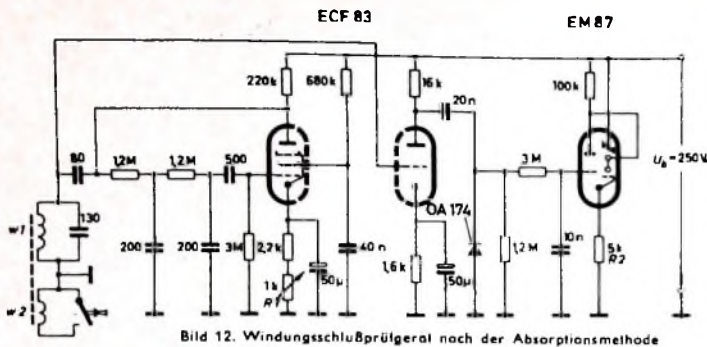 ECF 83 EM 87
220k 680k 16k 20n 100k
U_b = 250V
80 1,2M 1,2M 500 3M
OA 174
w1 130
200 200 3M 2,2k 40n 1,2M 10n
50µ 1,6k 50µ 5k
1k R1 R2
w2
Bild 12. Windungsschlußprüfgerät nach der Absorptionsmethode